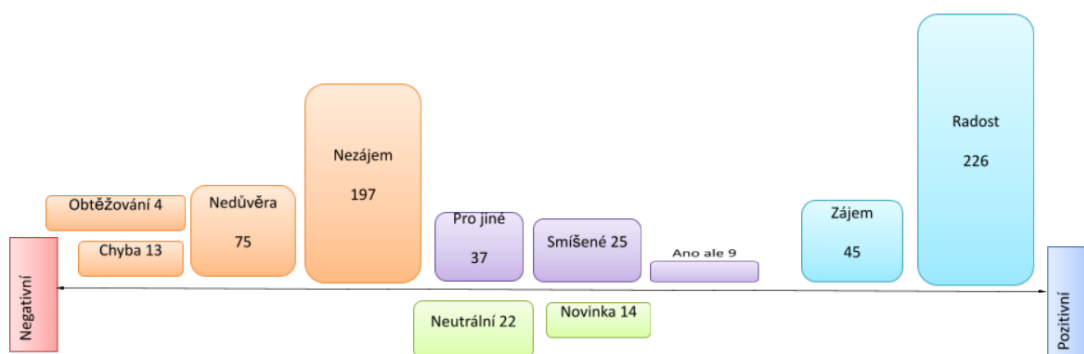 Negativní
Obtěžování 4
Chyba 13
Nedůvěra
75
Nezájem
197
Pro jiné
37
Smíšené 25
Ano ale 9
Neutrální 22
Novinka 14
Zájem
45
Radost
226
Pozitivní